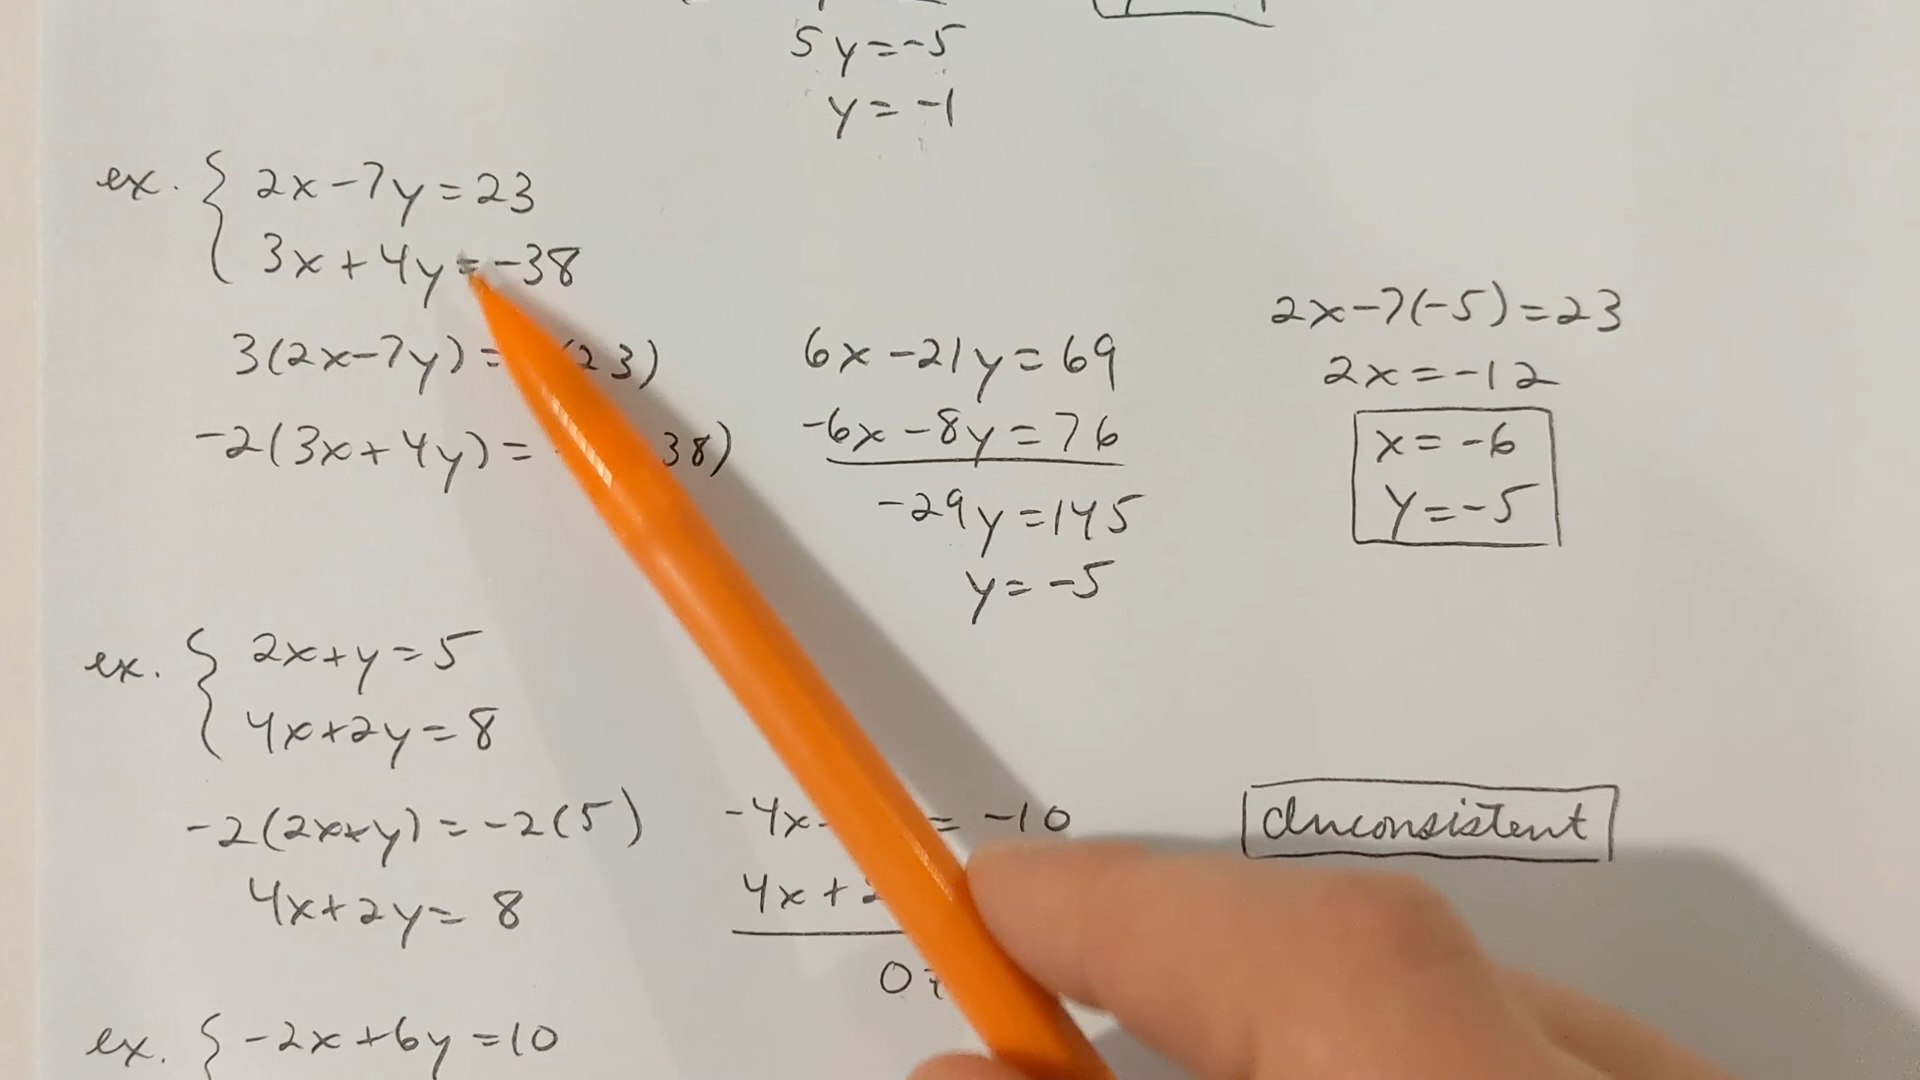 5y=-5
y=-1
ex. { 2x-7y=23
3x+4y=-38
3(2x-7y)= (23)
-2(3x+4y)= 38)
6x-21y=69
-6x-8y=76
-29y=145
y=-5
2x-7(-5)=23
2x=-12
x=-6
y=-5
ex. { 2x+y=5
4x+2y=8
-2(2x+y)=-2(5)
4x+2y=8
-4x = -10
4x+2
0
Inconsistent
ex. { -2x+6y=10